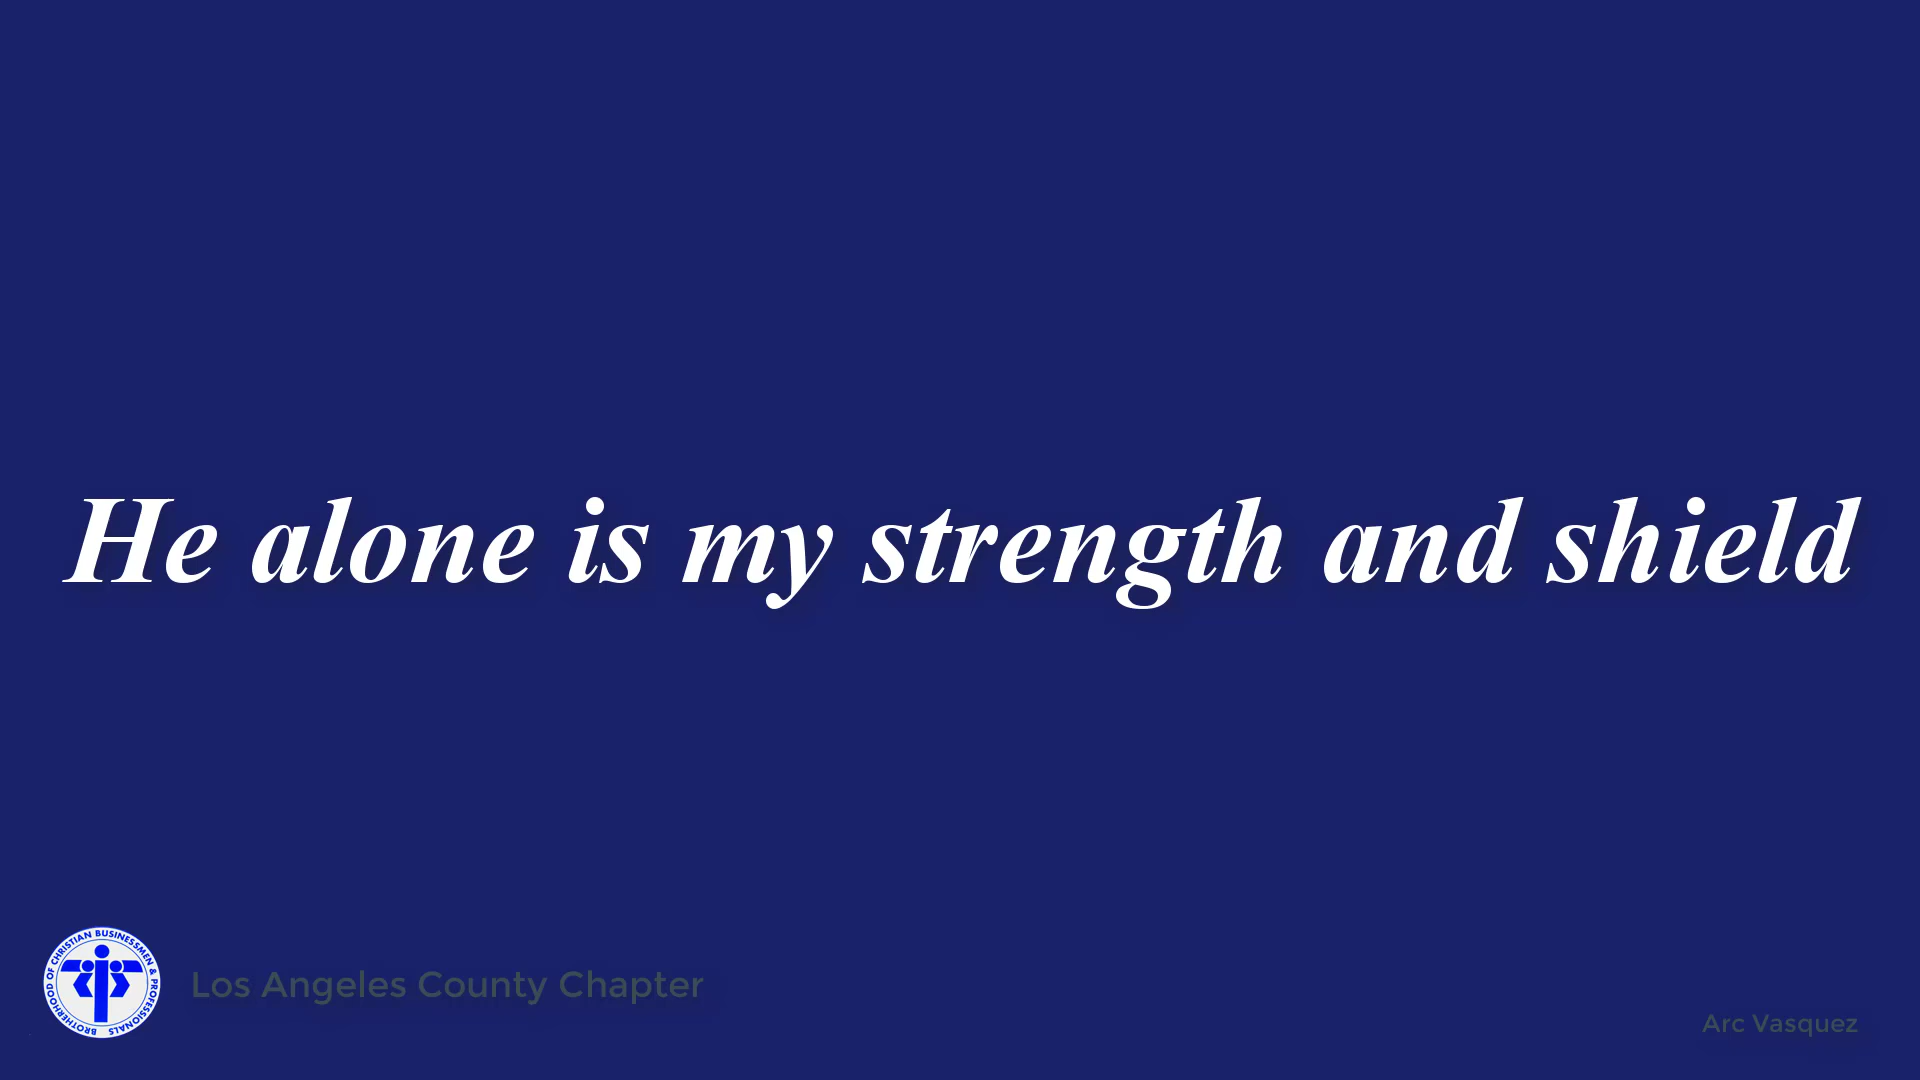 He alone is my strength and shield
BROTHERHOOD OF CHRISTIAN BUSINESSMEN & PROFESSIONALS
Los Angeles County Chapter
Arc Vasquez